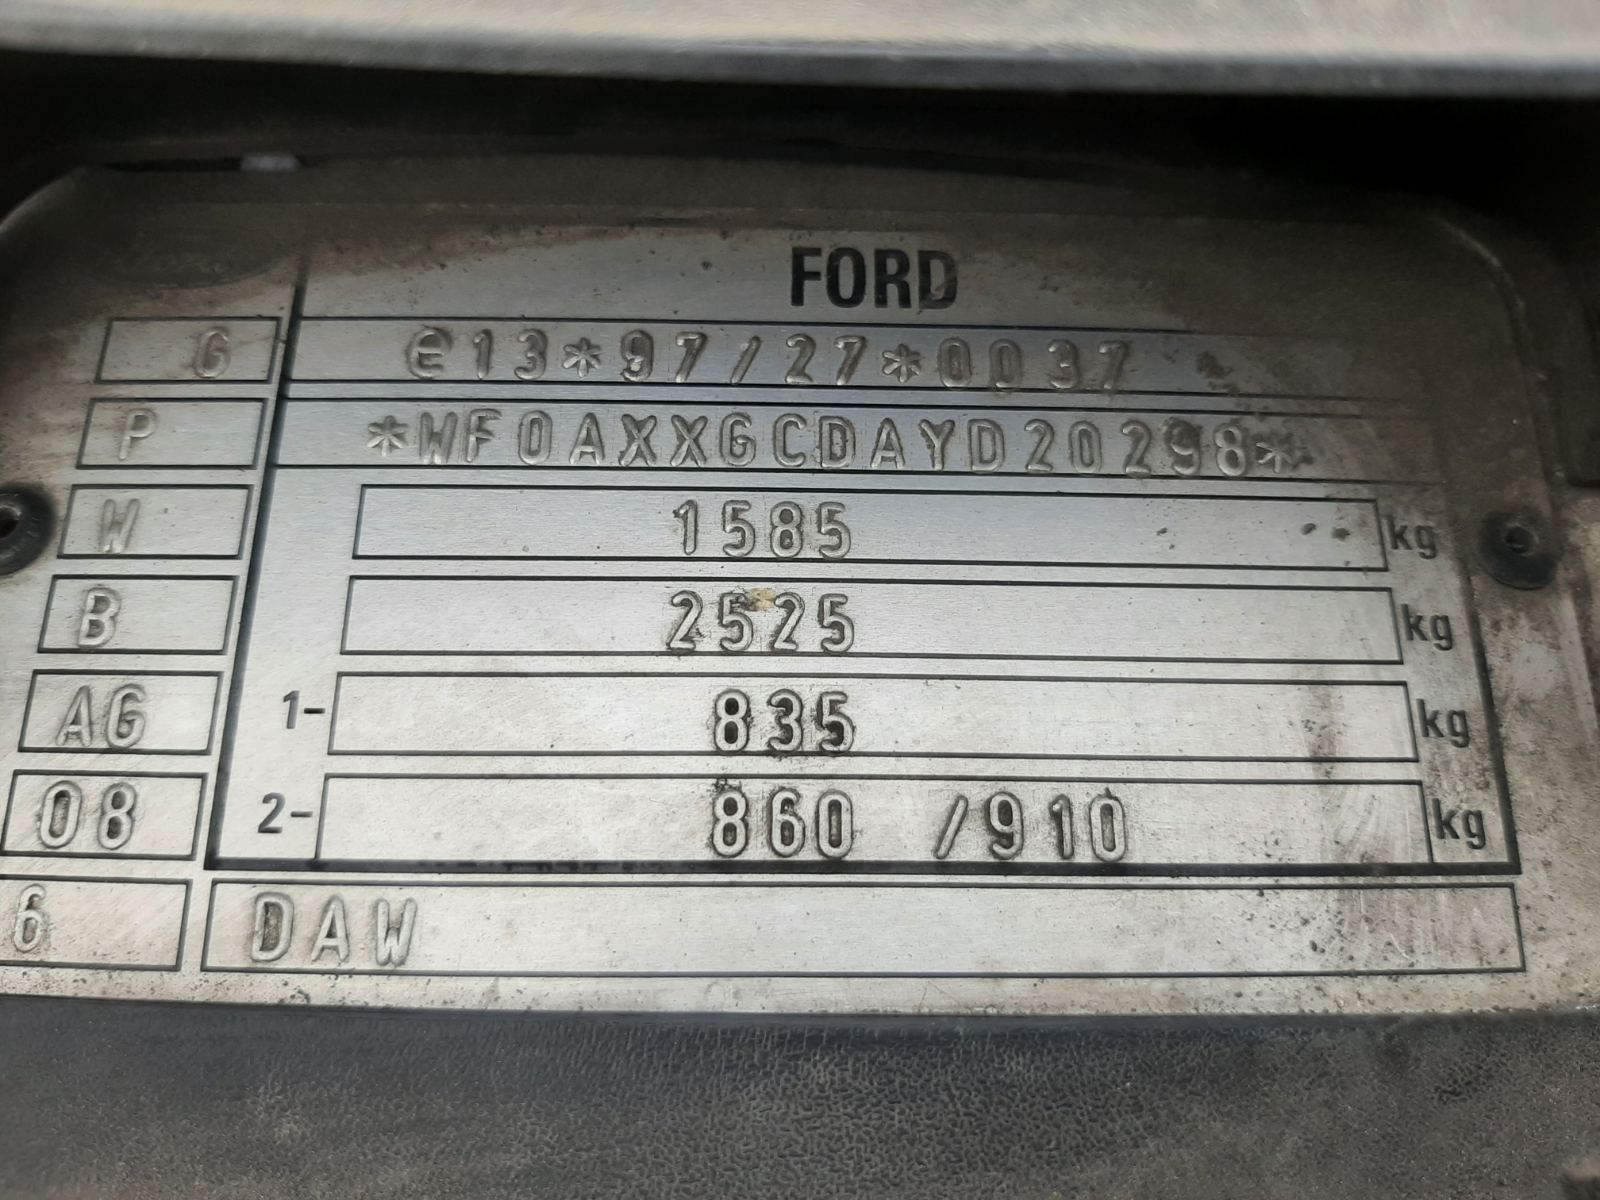 FORD
G e13*97/27*0037
P *WF0AXXGCDAYD20298*
W 1585 kg
B 2525 kg
AG 1- 835 kg
08 2- 860 /910 kg
6 DAW